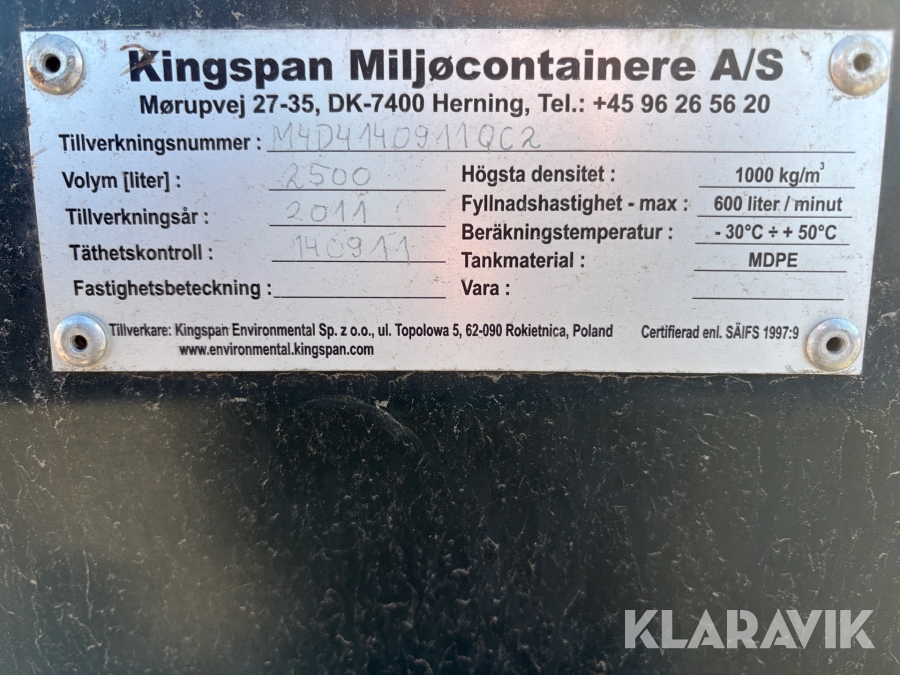 Kingspan Miljøcontainere A/S
Mørupvej 27-35, DK-7400 Herning, Tel.: +45 96 26 56 20
Tillverkningsnummer : M4D4140911QC2
Volym [liter] : 2500
Tillverkningsår : 2011
Täthetskontroll : 140911
Fastighetsbeteckning :
Högsta densitet : 1000 kg/m³
Fyllnadshastighet - max : 600 liter / minut
Beräkningstemperatur : - 30°C ÷ + 50°C
Tankmaterial : MDPE
Vara :
Tillverkare: Kingspan Environmental Sp. z o.o., ul. Topolowa 5, 62-090 Rokietnica, Poland
www.environmental.kingspan.com
Certifierad enl. SÄIFS 1997:9
KLARAVIK